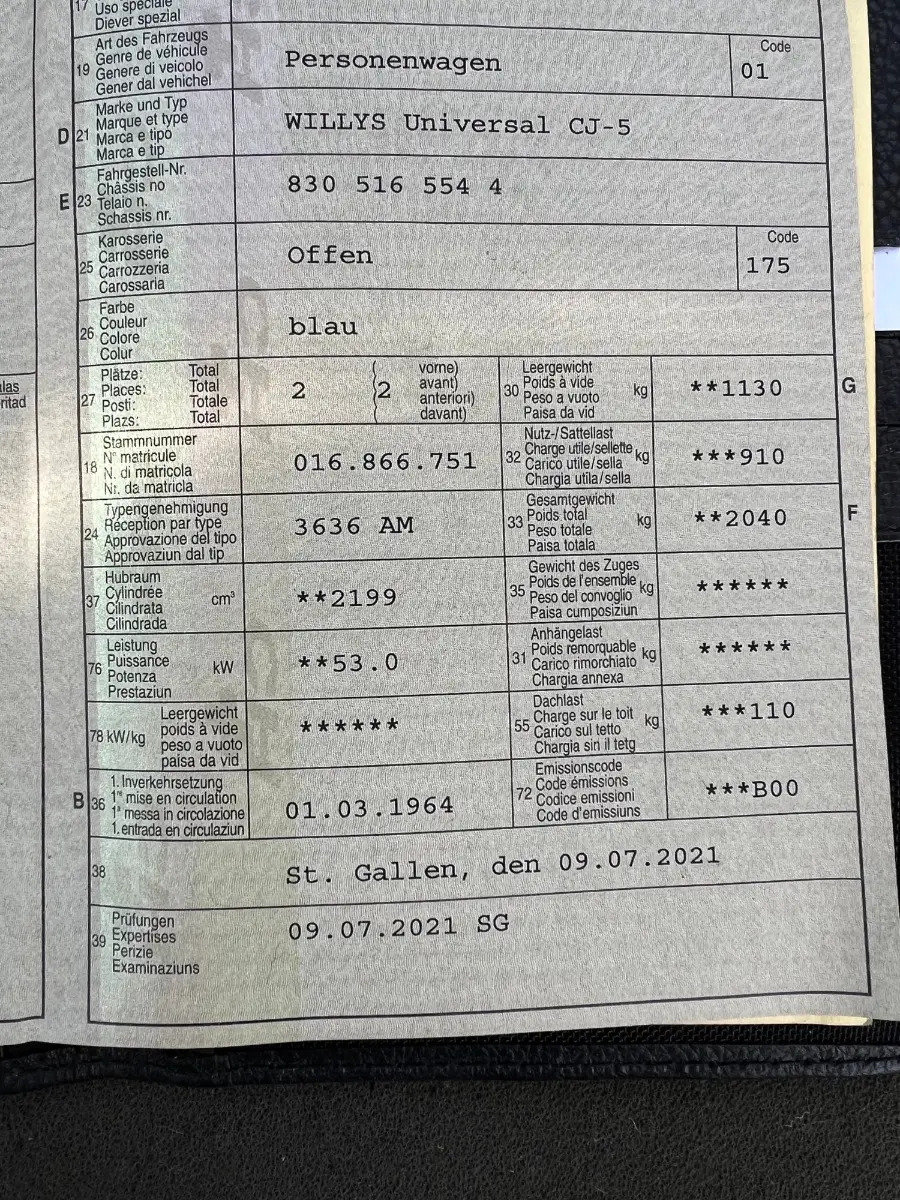 17 Uso speciale
Diever spezial
19 Art des Fahrzeugs
Genre de véhicule
Genere di veicolo
Gener dal vehichel
Personenwagen
Code
01
D 21 Marke und Typ
Marque et type
Marca e tipo
Marca e tip
WILLYS Universal CJ-5
E 23 Fahrgestell-Nr.
Châssis no
Telaio n.
Schassis nr.
830 516 554 4
25 Karosserie
Carrosserie
Carrozzeria
Carossaria
Offen
Code
175
26 Farbe
Couleur
Colore
Colur
blau
27 Plätze: Total
Places: Total
Posti: Totale
Plazs: Total
2 (2 vorne)
avant)
anteriori)
davant)
30 Leergewicht
Poids à vide kg
Peso a vuoto
Paisa da vid
**1130 G
18 Stammnummer
N° matricule
N. di matricola
Nr. da matricla
016.866.751
32 Nutz-/Sattellast
Charge utile/sellette kg
Carico utile/sella
Chargia utila/sella
***910
24 Typengenehmigung
Réception par type
Approvazione del tipo
Approvaziun dal tip
3636 AM
33 Gesamtgewicht
Poids total kg
Peso totale
Paisa totala
**2040 F
37 Hubraum
Cylindrée cm³
Cilindrata
Cilindrada
**2199
35 Gewicht des Zuges
Poids de l'ensemble kg
Peso del convoglio
Paisa cumposiziun
******
76 Leistung
Puissance kW
Potenza
Prestaziun
**53.0
31 Anhängelast
Poids remorquable kg
Carico rimorchiato
Chargia annexa
******
78 kW/kg Leergewicht
poids à vide
peso a vuoto
paisa da vid
******
55 Dachlast
Charge sur le toit kg
Carico sul tetto
Chargia sin il tetg
***110
B 36 1. Inverkehrsetzung
1re mise en circulation
1a messa in circolazione
1. entrada en circulaziun
01.03.1964
72 Emissionscode
Code émissions
Codice emissioni
Code d'emissiuns
***B00
38 St. Gallen, den 09.07.2021
39 Prüfungen
Expertises
Perizie
Examinaziuns
09.07.2021 SG